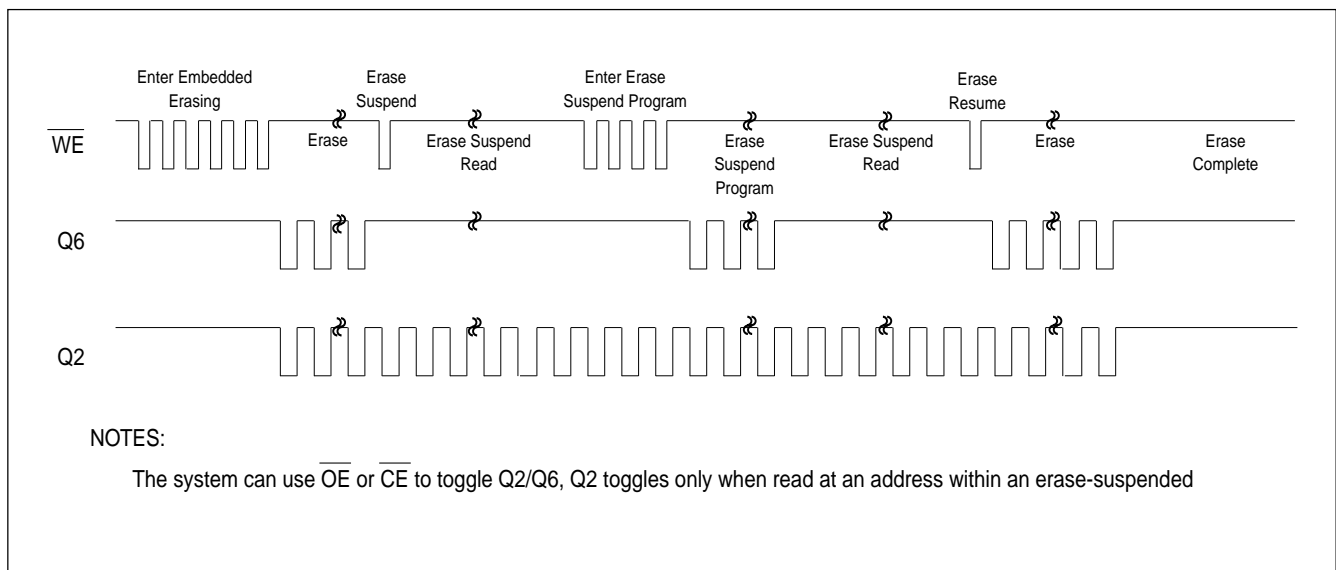 Enter Embedded
Erasing
Erase
Suspend
Enter Erase
Suspend Program
Erase
Resume
WE
Erase
Erase Suspend
Read
Erase
Suspend
Program
Erase Suspend
Read
Erase
Erase
Complete
Q6
Q2
NOTES:
The system can use OE or CE to toggle Q2/Q6, Q2 toggles only when read at an address within an erase-suspended